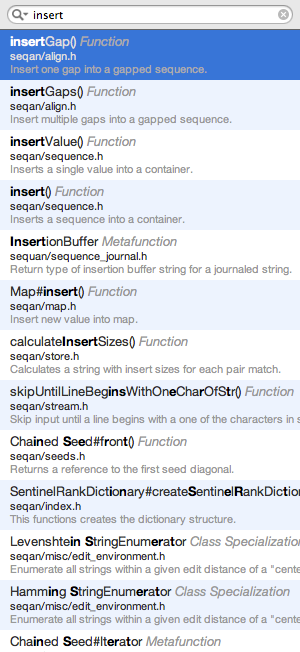 insert
insertGap() Function
seqan/align.h
Insert one gap into a gapped sequence.
insertGaps() Function
seqan/align.h
Insert multiple gaps into a gapped sequence.
insertValue() Function
seqan/sequence.h
Inserts a single value into a container.
insert() Function
seqan/sequence.h
Inserts a sequence into a container.
InsertionBuffer Metafunction
sequan/sequence_journal.h
Return type of insertion buffer string for a journaled string.
Map#insert() Function
seqan/map.h
Insert new value into map.
calculateInsertSizes() Function
seqan/store.h
Calculates a string with insert sizes for each pair match.
skipUntilLineBeginsWithOneCharOfStr() Function
seqan/stream.h
Skip input until a line begins with a one of the characters in s
Chained Seed#front() Function
seqan/seeds.h
Returns a reference to the first seed diagonal.
SentinelRankDictionary#createSentinelRankDiction
seqan/index.h
This functions creates the dictionary structure.
Levenshtein StringEnumerator Class Specialization
seqan/misc/edit_environment.h
Enumerate all strings within a given edit distance of a "cente
Hamming StringEnumerator Class Specialization
seqan/misc/edit_environment.h
Enumerate all strings within a given edit distance of a "cente
Chained Seed#Iterator Metafunction